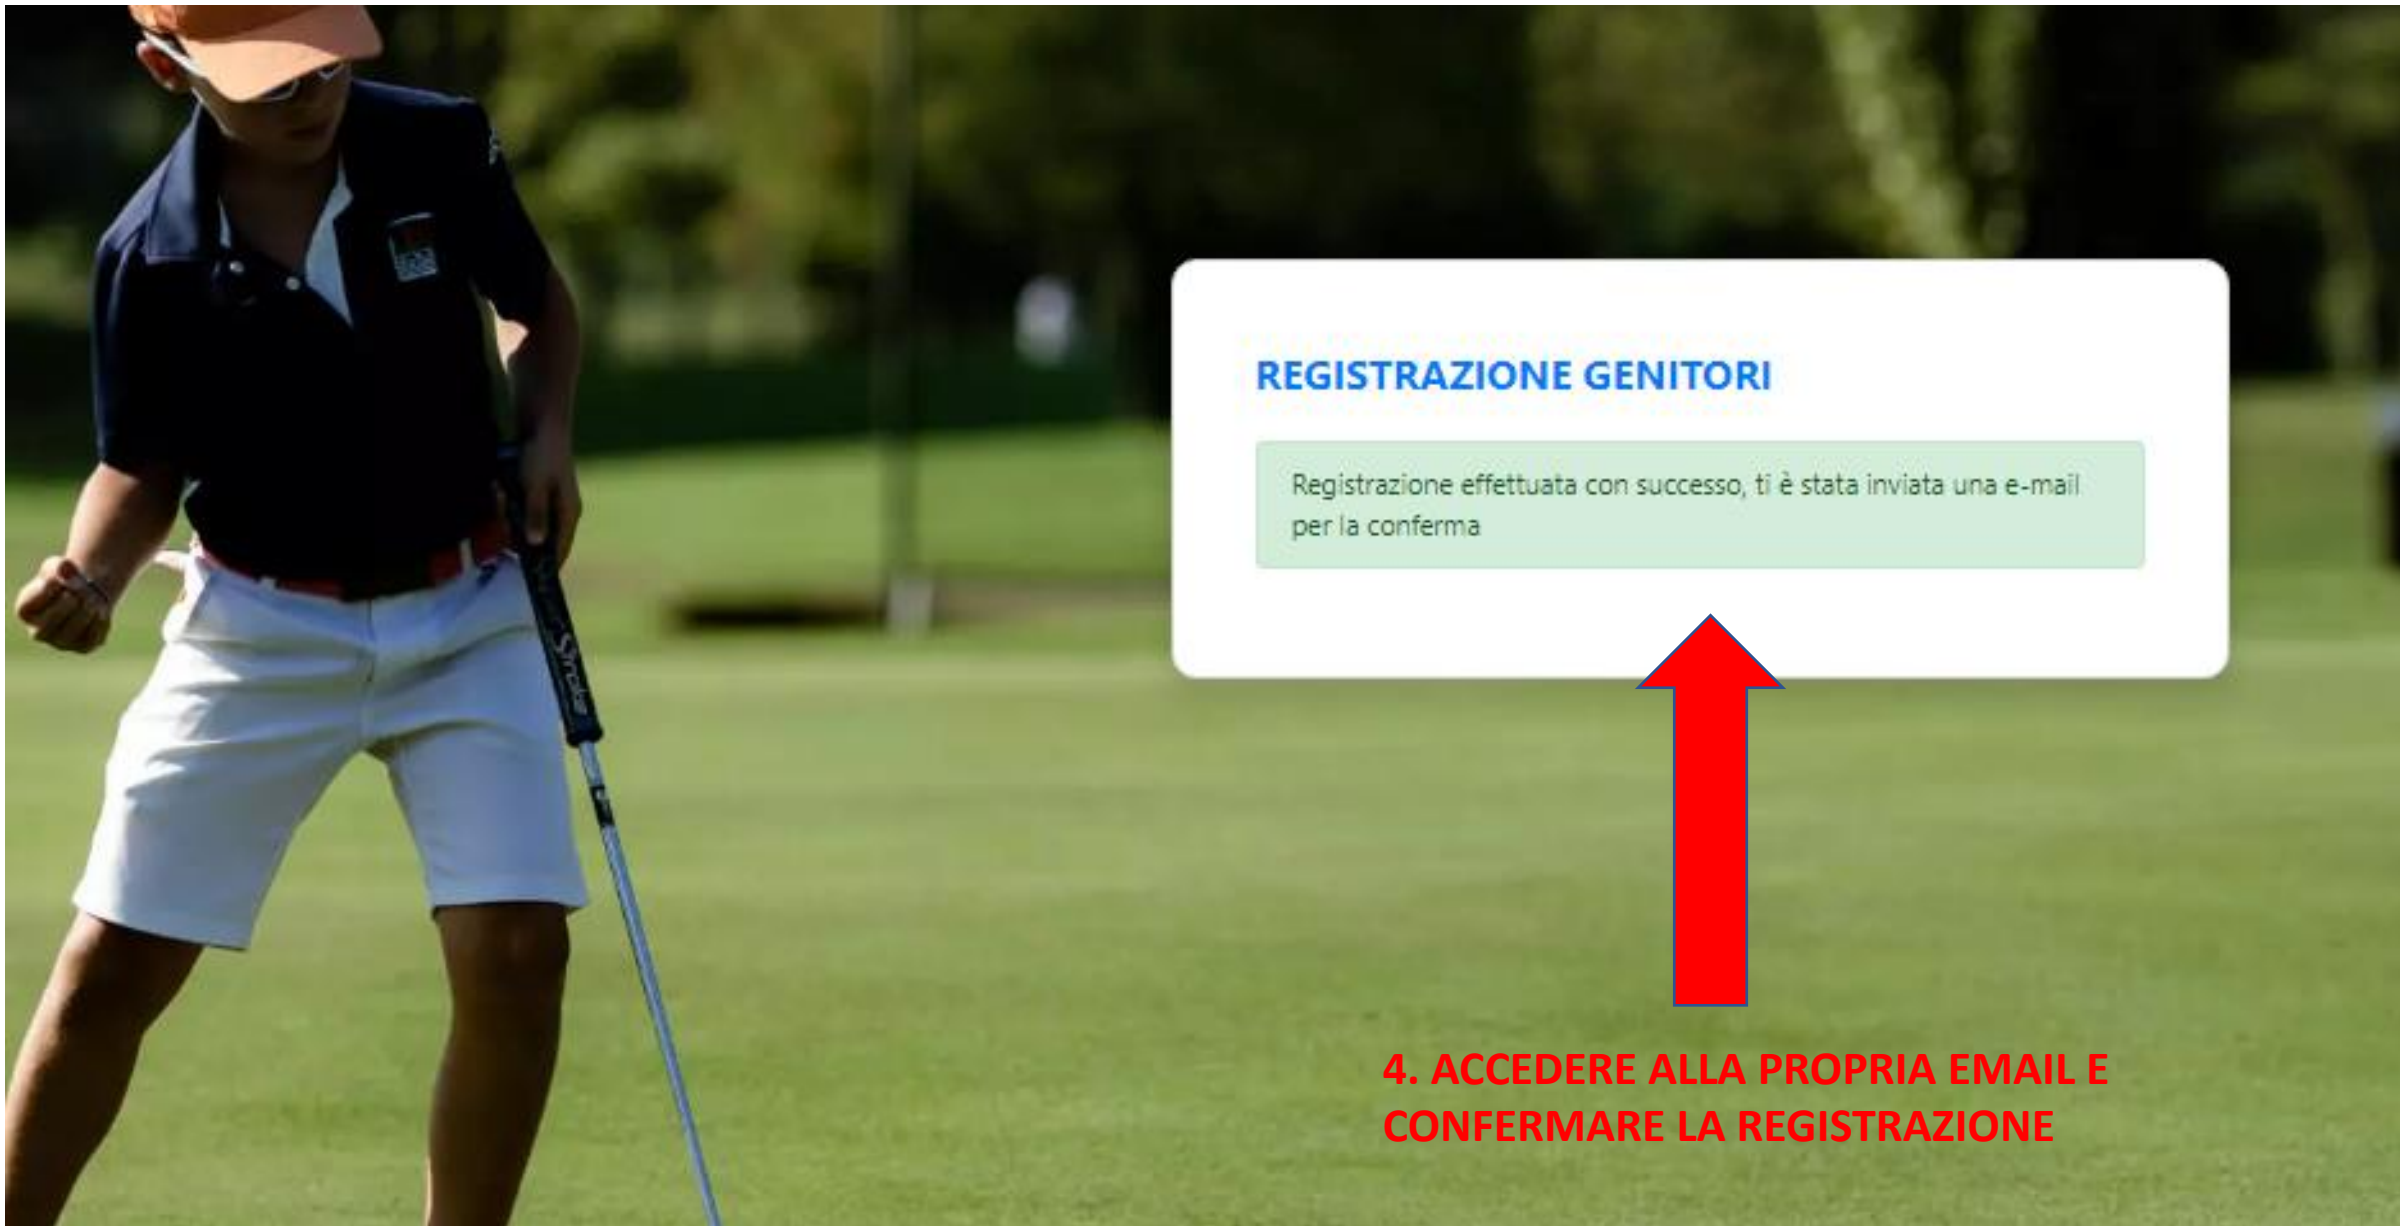 REGISTRAZIONE GENITORI
Registrazione effettuata con successo, ti è stata inviata una e-mail
per la conferma
4. ACCEDERE ALLA PROPRIA EMAIL E
CONFERMARE LA REGISTRAZIONE